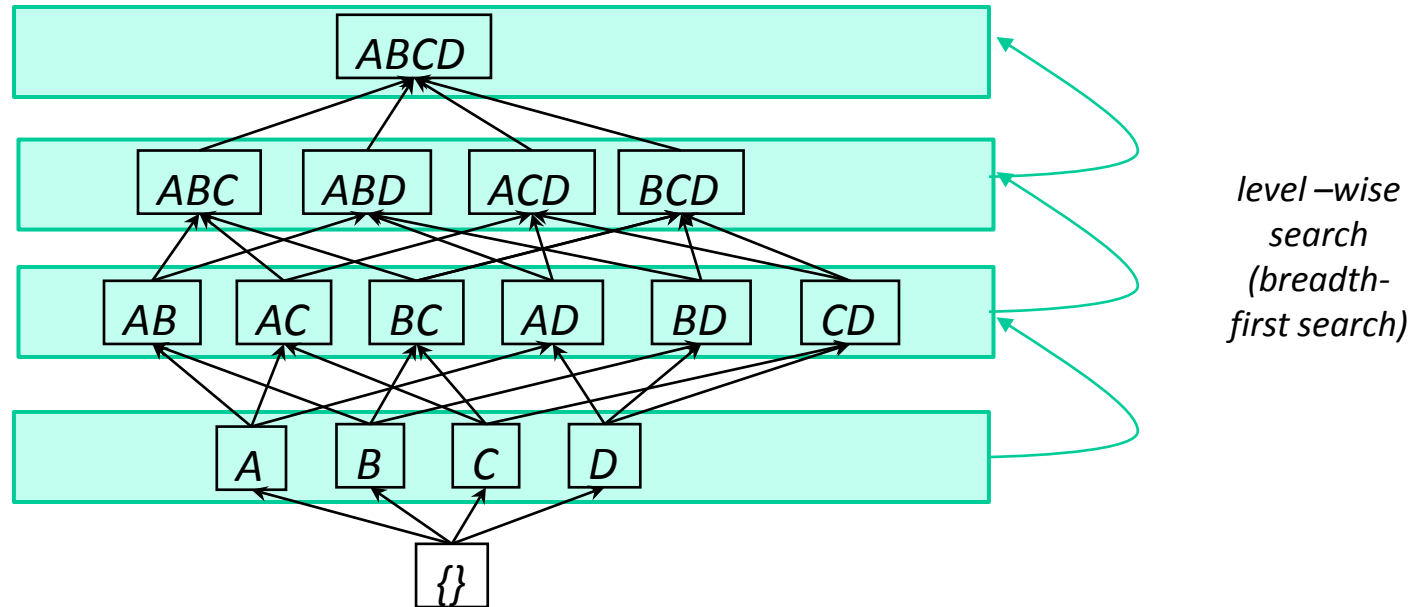 ABCD
ABC ABD ACD BCD
AB AC BC AD BD CD
A B C D
{}
level –wise
search
(breadth-
first search)